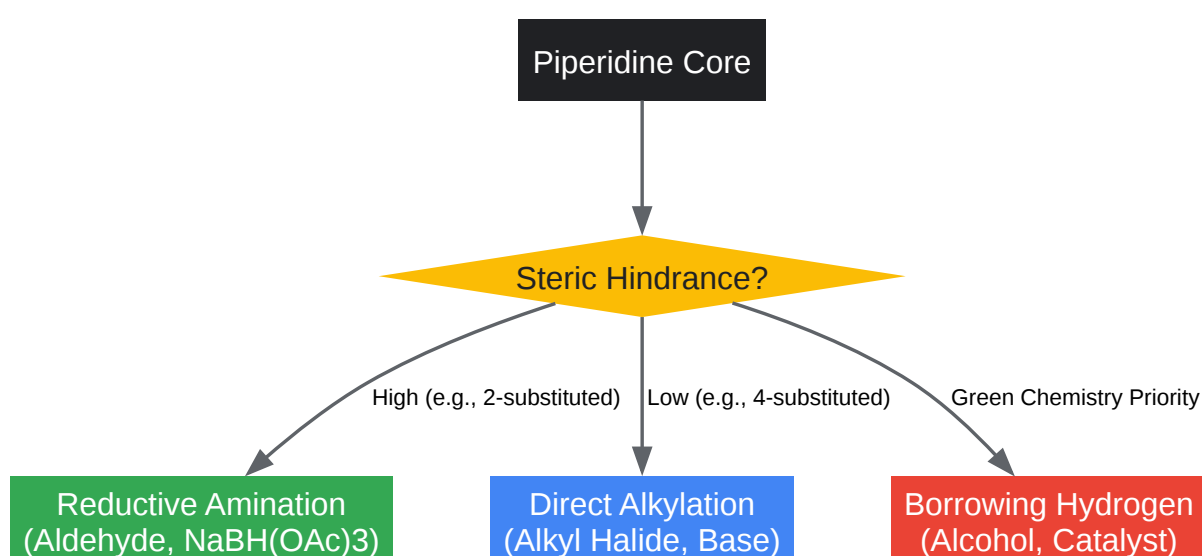 Piperidine Core
Steric Hindrance?
High (e.g., 2-substituted)
Low (e.g., 4-substituted)
Green Chemistry Priority
Reductive Amination
(Aldehyde, NaBH(OAc)3)
Direct Alkylation
(Alkyl Halide, Base)
Borrowing Hydrogen
(Alcohol, Catalyst)